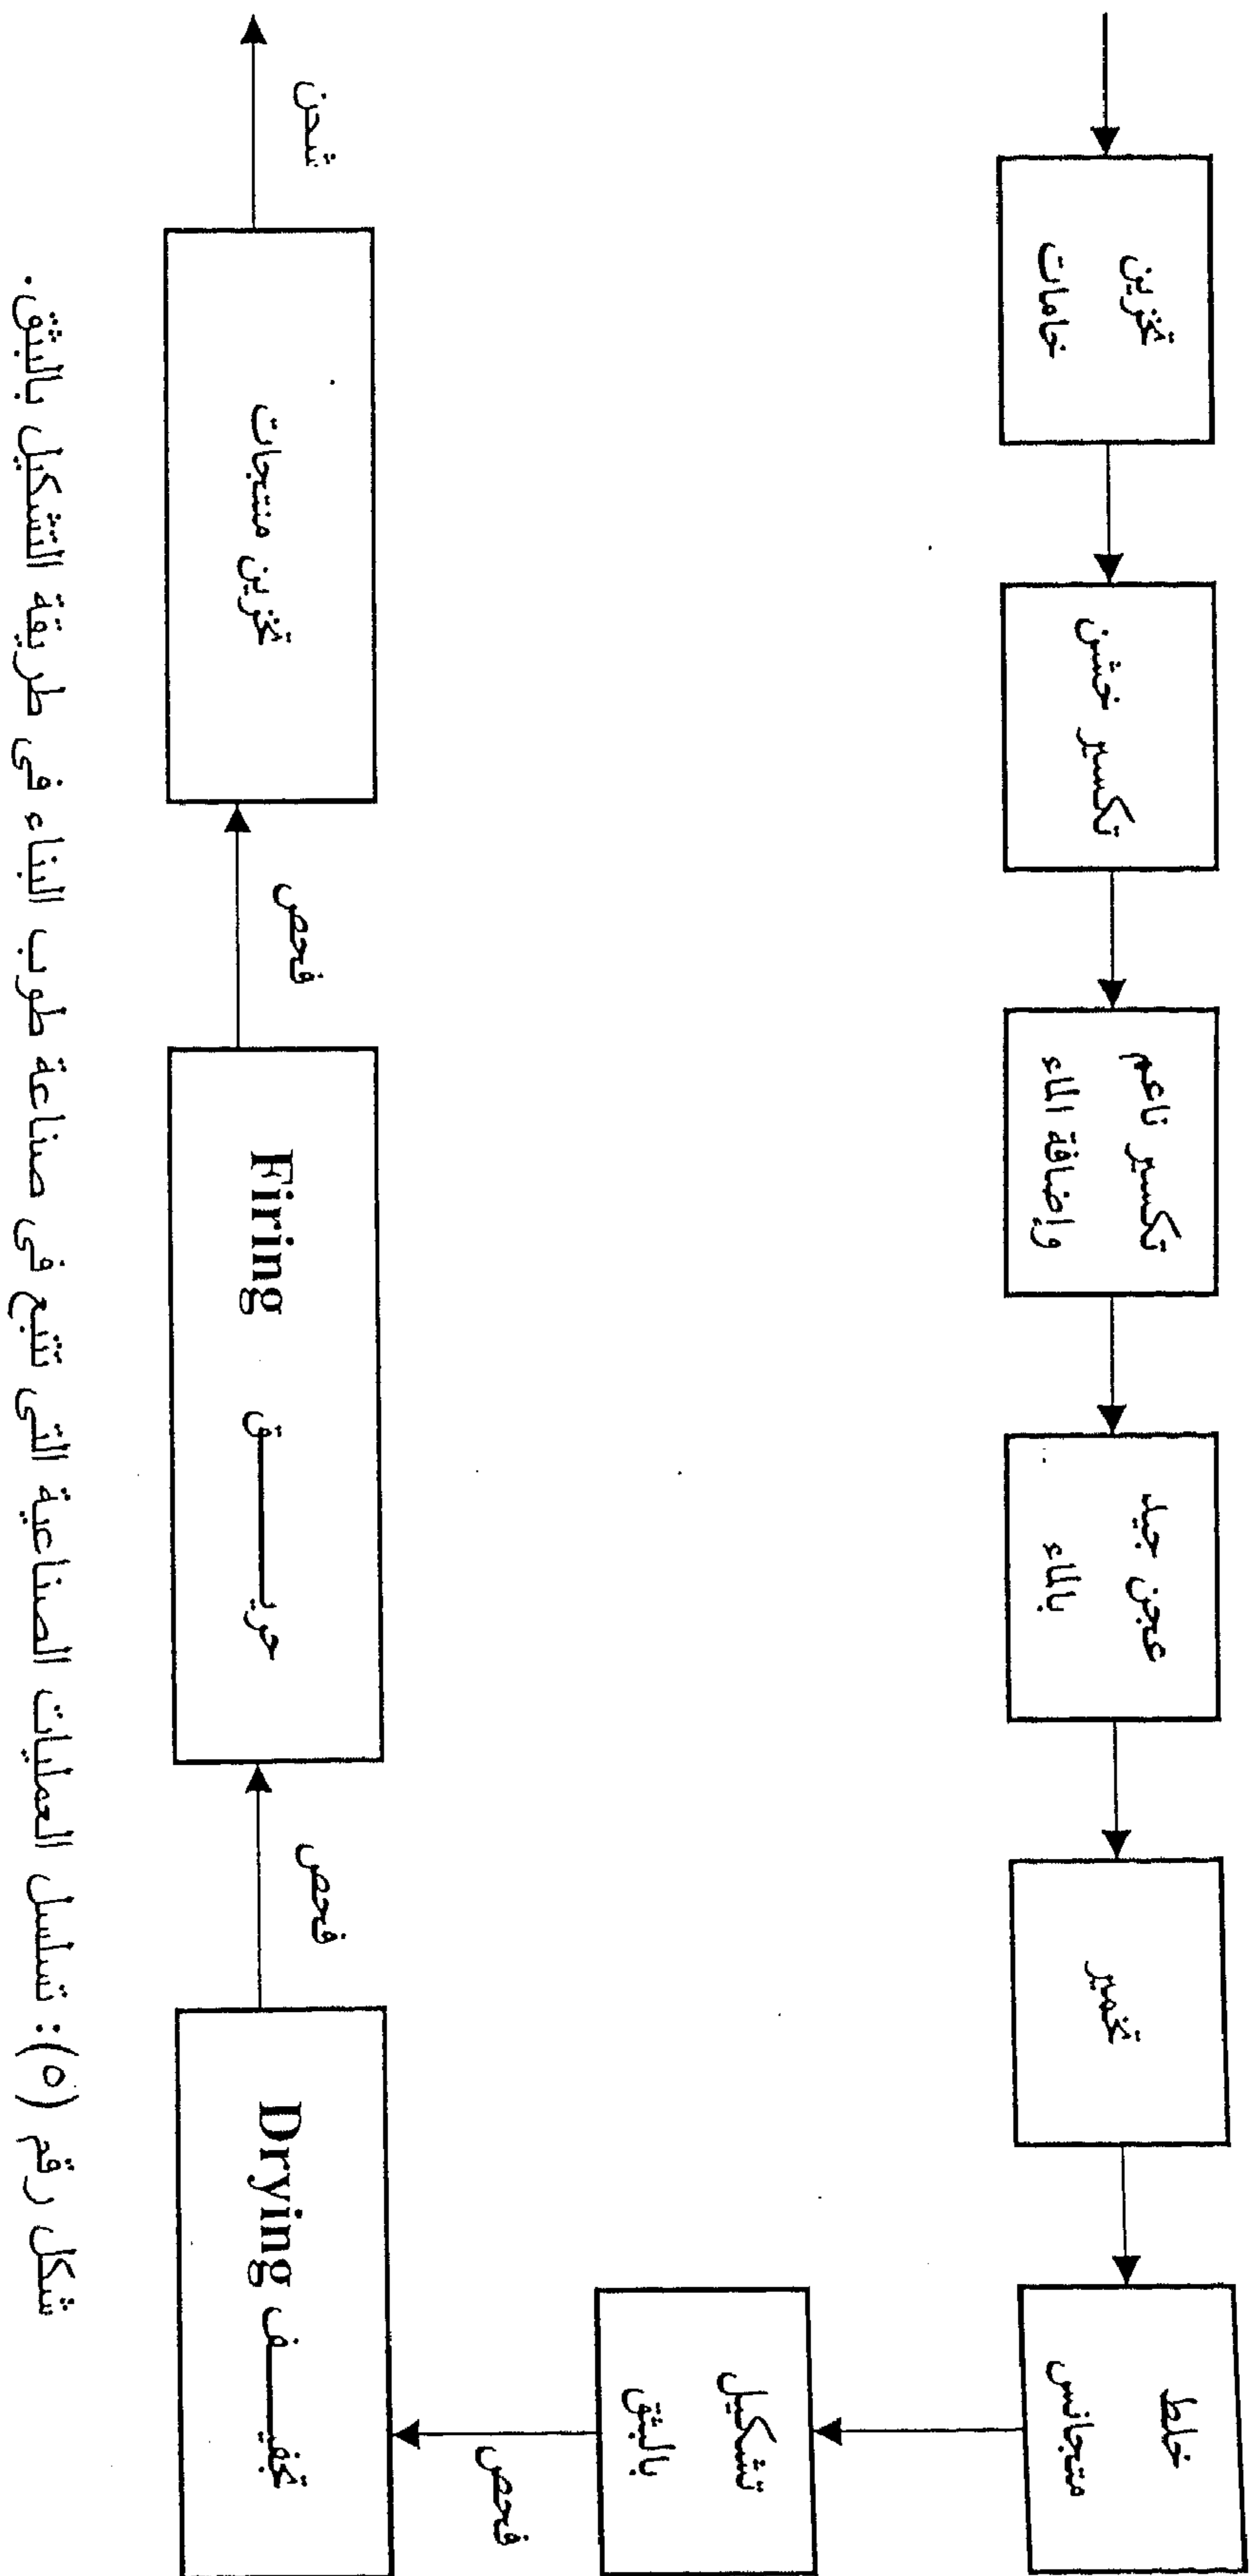 تخزين
خامات
تكسير خشن
تكسير ناعم
وإضافة الماء
عجن جيد
بالماء
تخمير
خلط
متجانس
تشكيل
بالبثق
فحص
تجفيــف Drying
فحص
حريــــــق Firing
فحص
تخزين منتجات
شحن
شكل رقم (٥): تسلسل العمليات الصناعية التى تتبع فى صناعة طوب البناء فى طريقة التشكيل بالبثق.